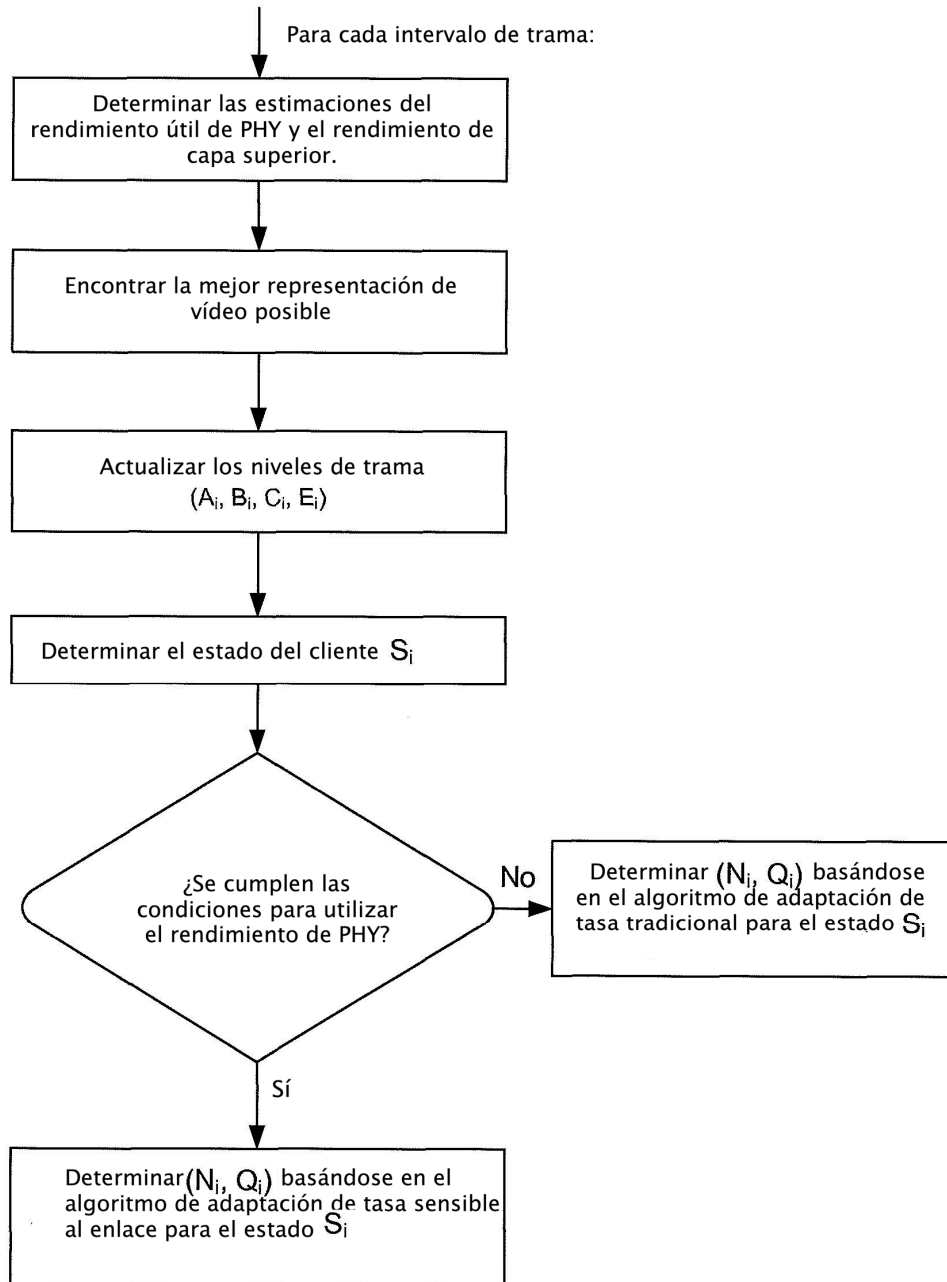 Para cada intervalo de trama:
Determinar las estimaciones del
rendimiento útil de PHY y el rendimiento de
capa superior.
Encontrar la mejor representación de
vídeo posible
Actualizar los niveles de trama
(Ai, Bi, Ci, Ei)
Determinar el estado del cliente Si
¿Se cumplen las
condiciones para utilizar
el rendimiento de PHY?
No
Determinar (Ni, Qi) basándose
en el algoritmo de adaptación de
tasa tradicional para el estado Si
Sí
Determinar(Ni, Qi) basándose en el
algoritmo de adaptación de tasa sensible
al enlace para el estado Si